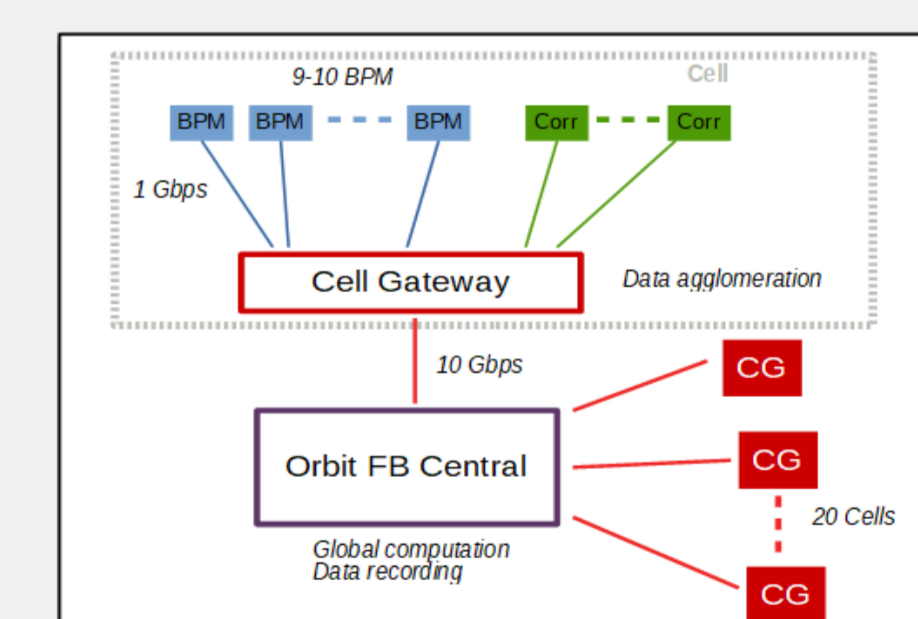 9-10 BPM
Cell
BPM
BPM
BPM
Corr
Corr
1 Gbps
Cell Gateway
Data agglomeration
10 Gbps
CG
Orbit FB Central
CG
20 Cells
Global computation
Data recording
CG